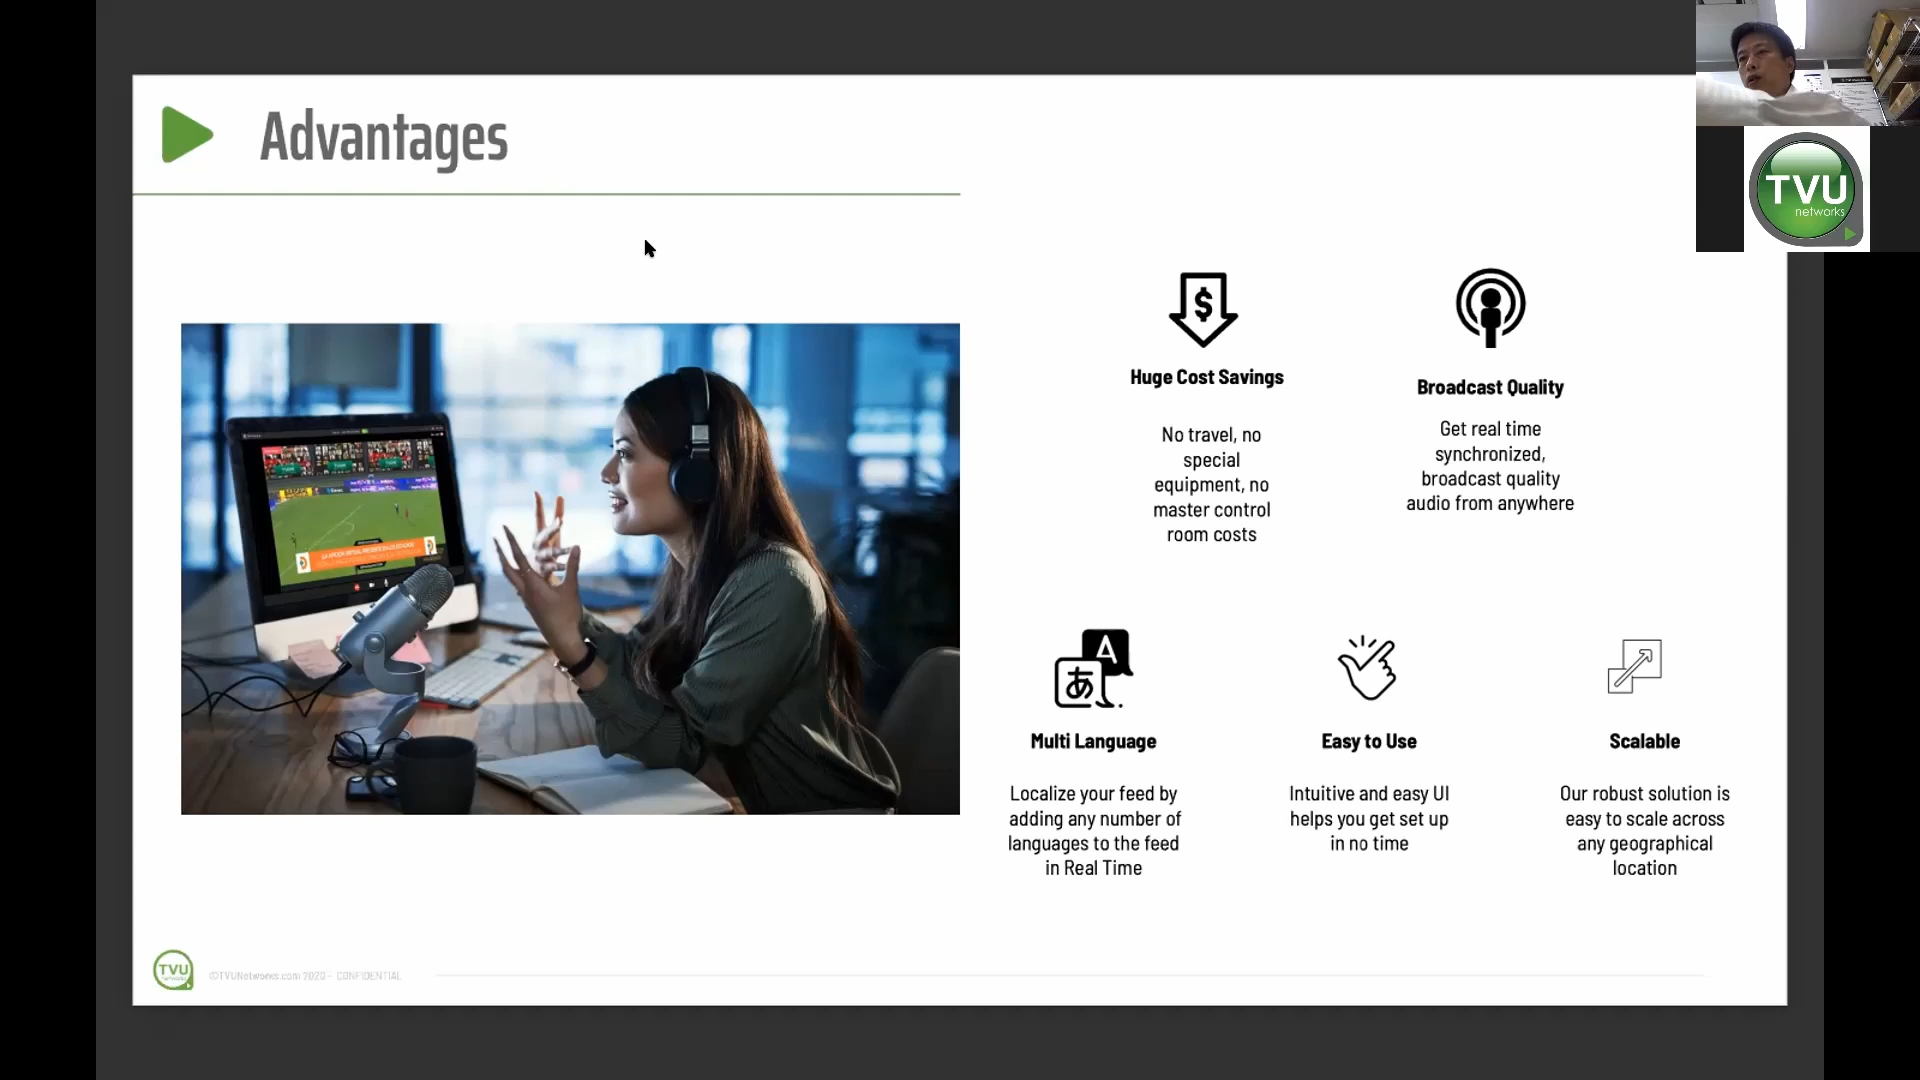 Advantages
TVU
networks
Huge Cost Savings
No travel, no
special
equipment, no
master control
room costs
Broadcast Quality
Get real time
synchronized,
broadcast quality
audio from anywhere
A
あ
Multi Language
Localize your feed by
adding any number of
languages to the feed
in Real Time
Easy to Use
Intuitive and easy UI
helps you get set up
in no time
Scalable
Our robust solution is
easy to scale across
any geographical
location
TVU
networks
©TVUNetworks.com 2020 - CONFIDENTIAL